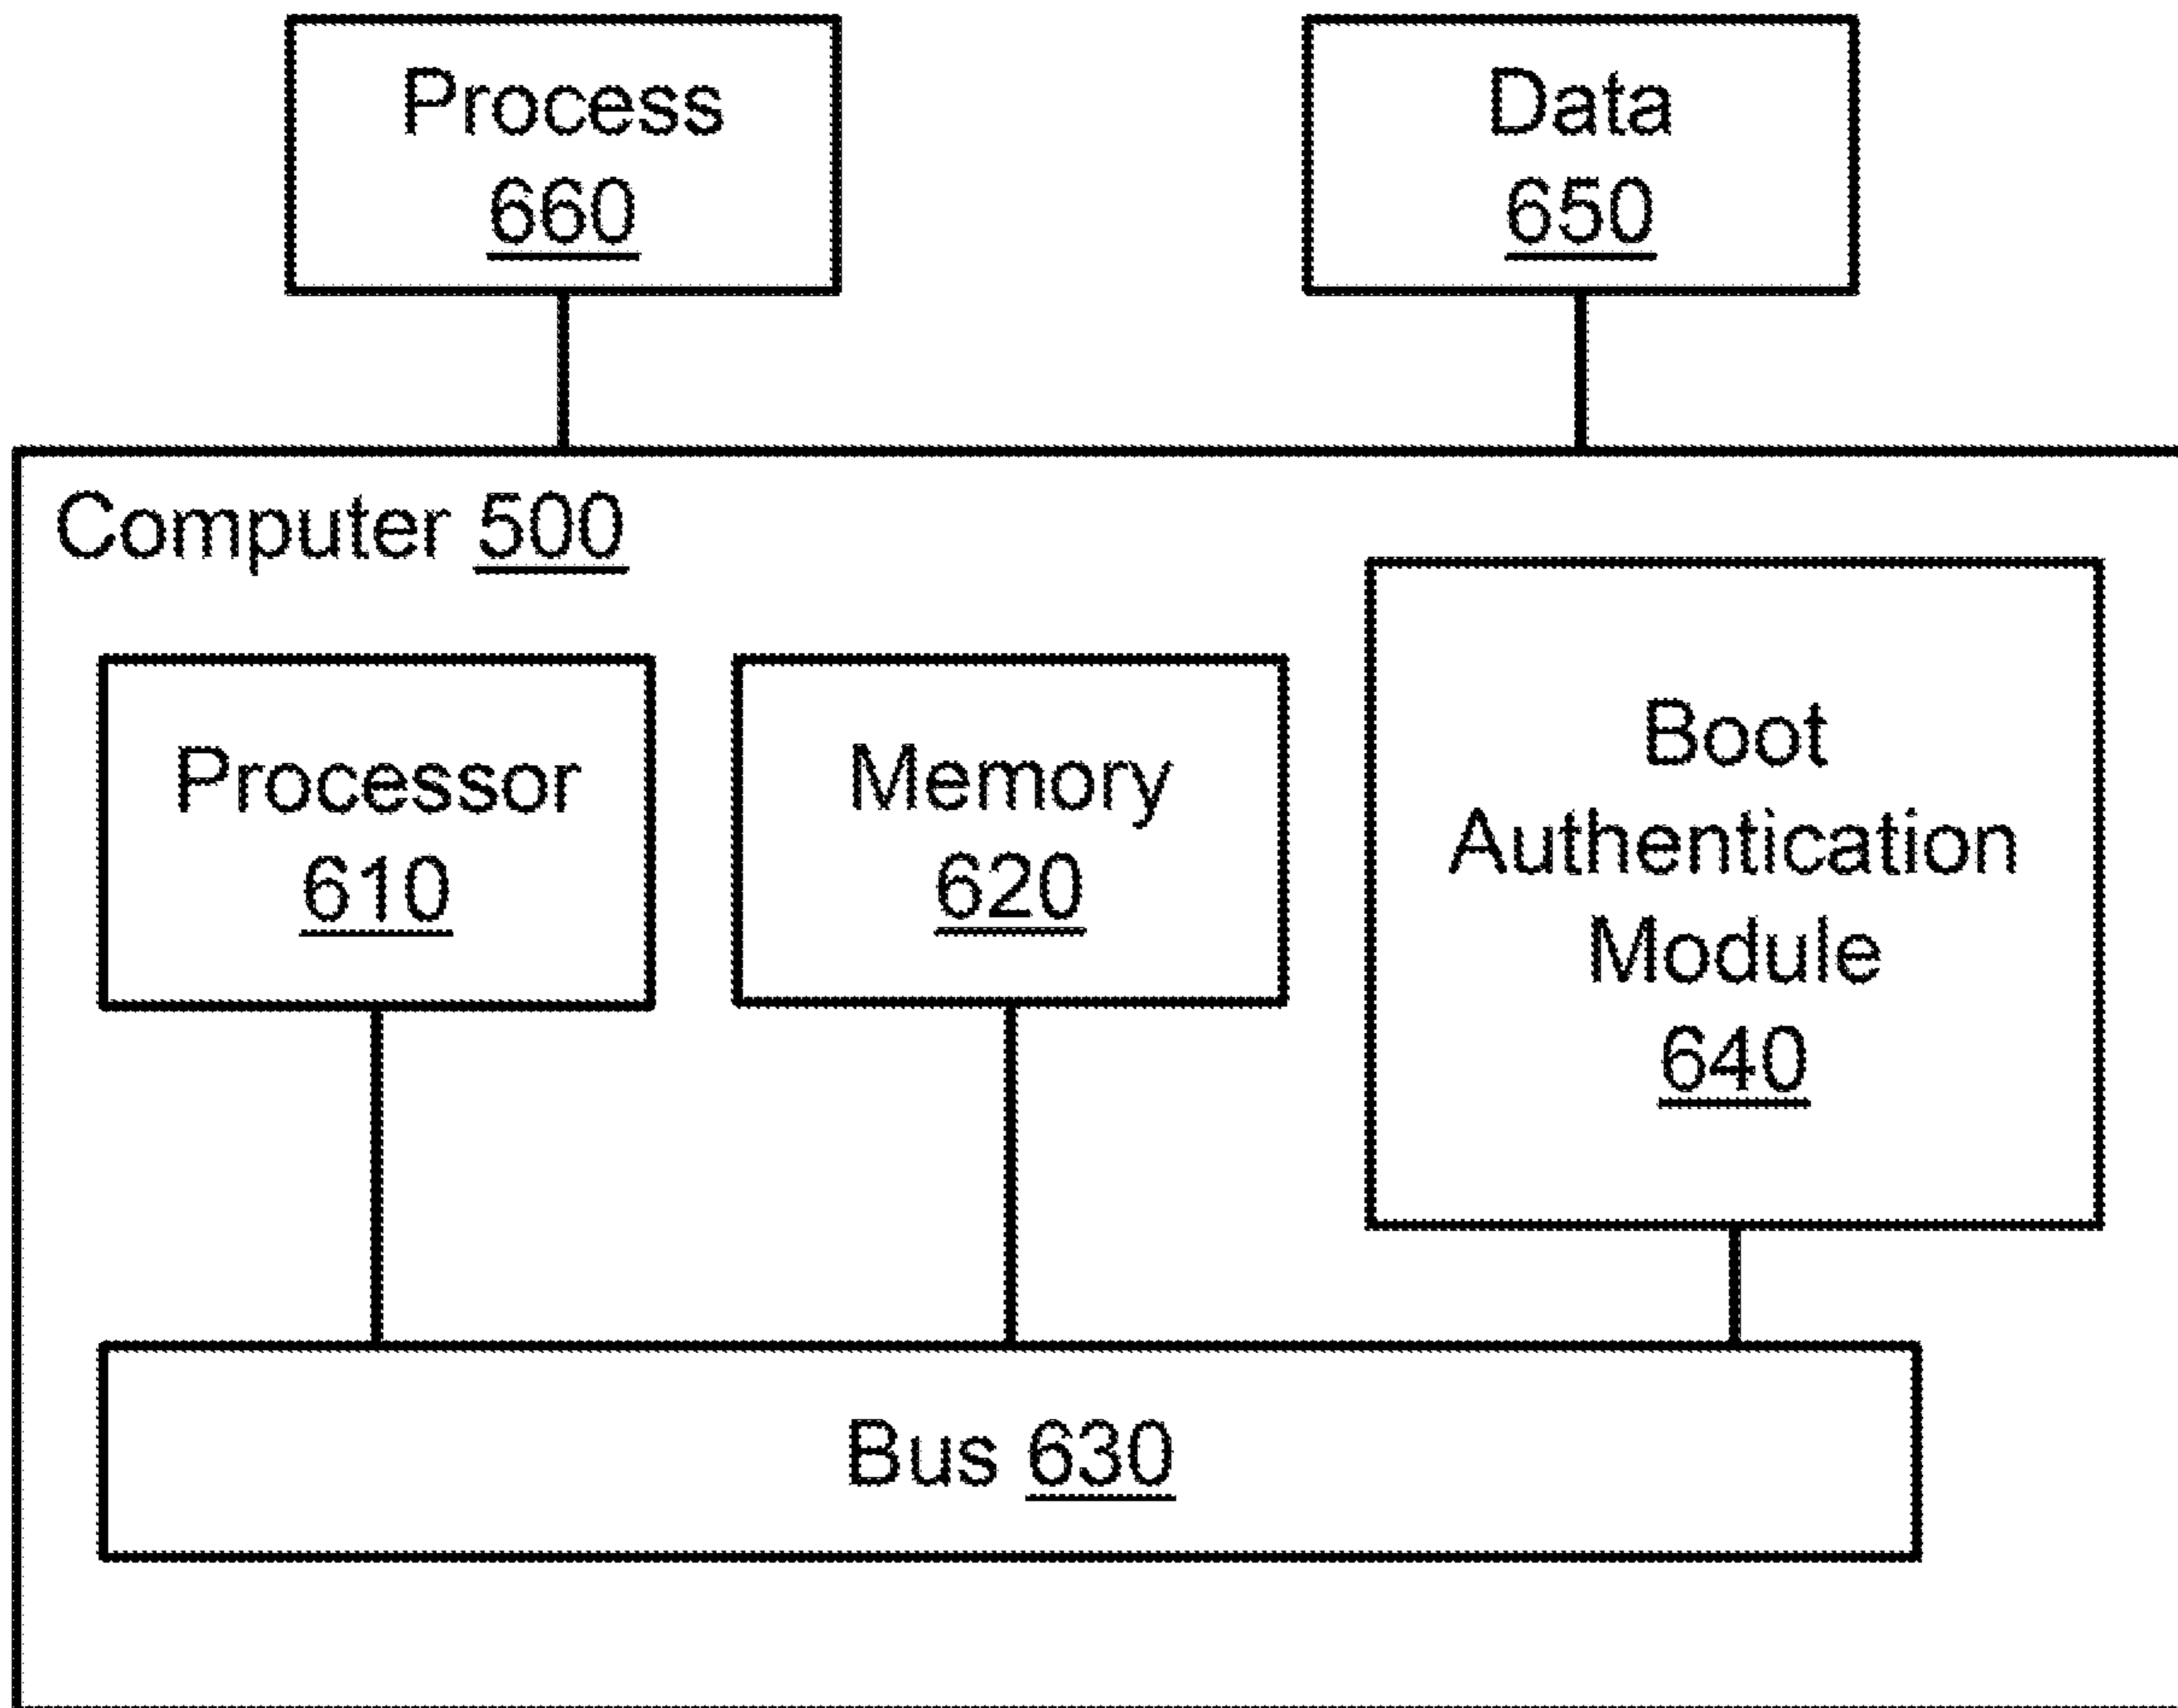 Process
660
Data
650
Computer 500
Processor
610
Memory
620
Boot
Authentication
Module
640
Bus 630